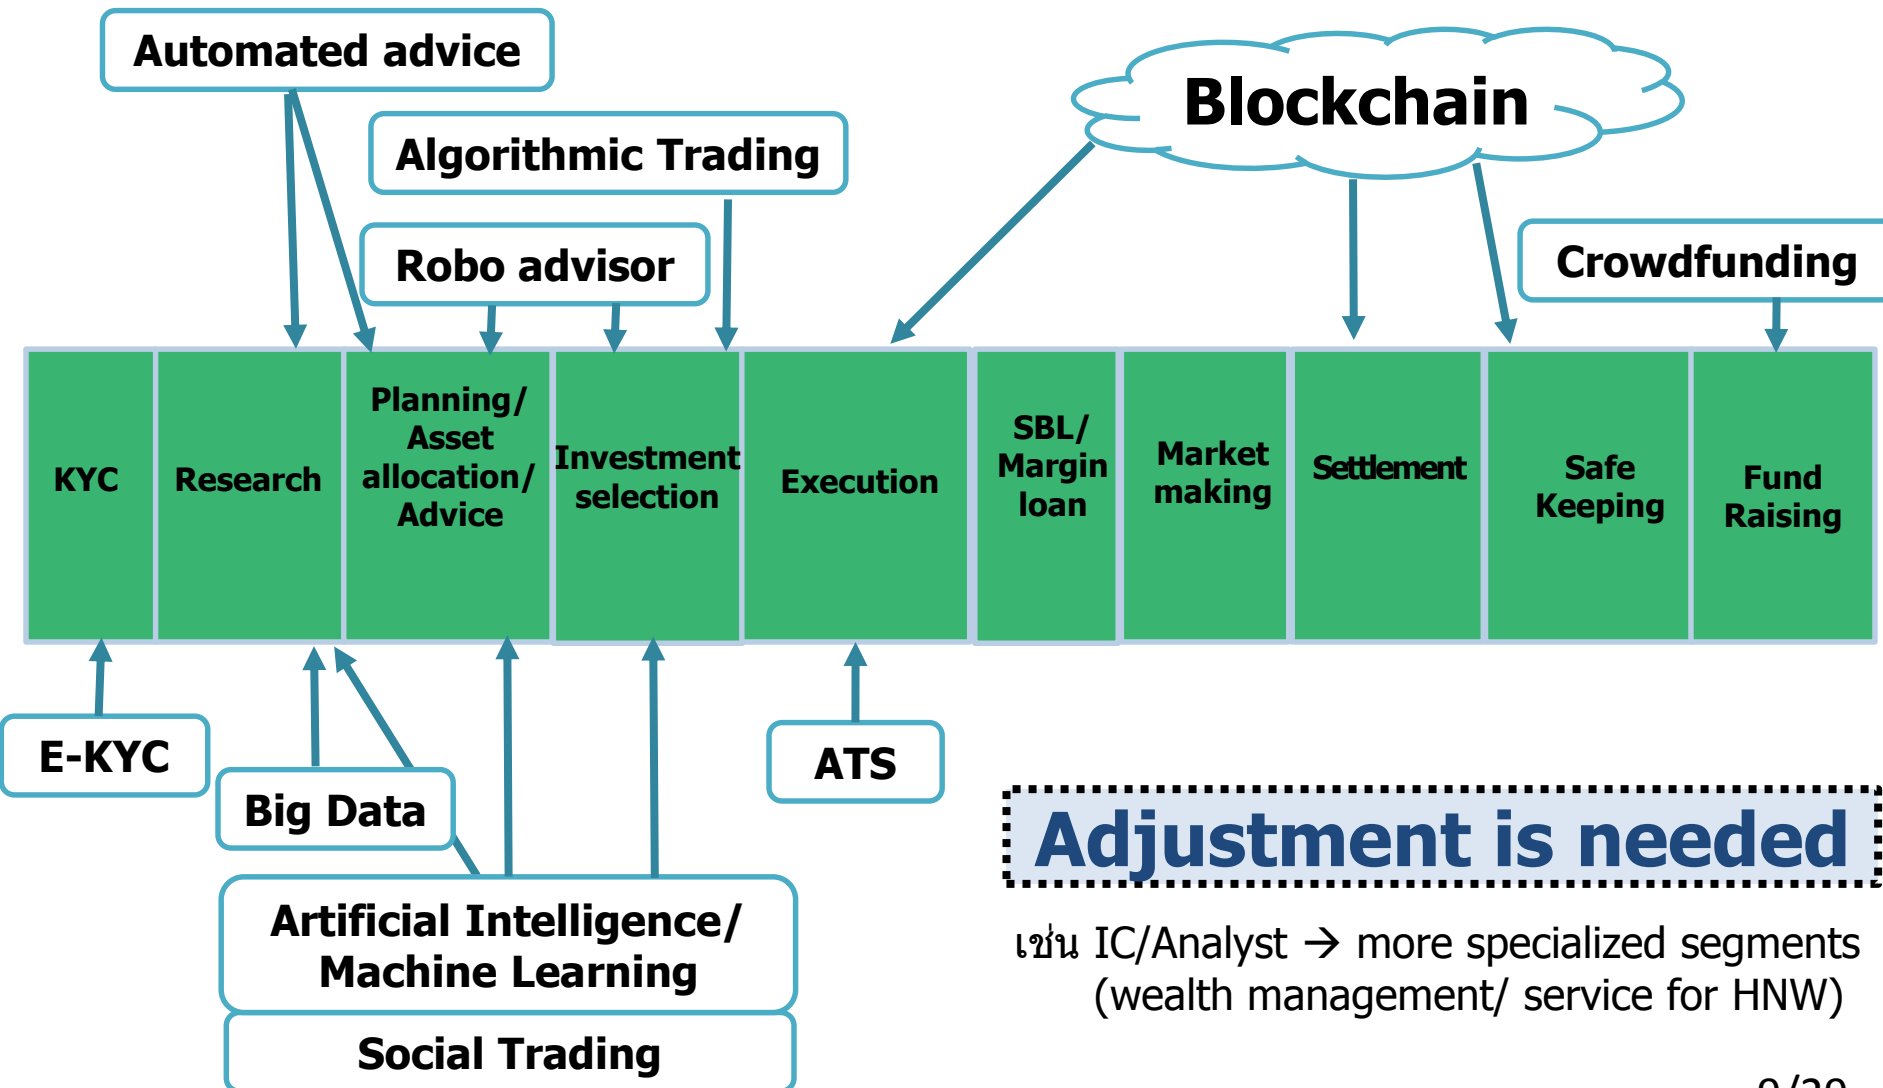 Automated advice
Blockchain
Algorithmic Trading
Robo advisor
Crowdfunding
KYC
Research
Planning/
Asset
allocation/
Advice
Investment
selection
Execution
SBL/
Margin
loan
Market
making
Settlement
Safe
Keeping
Fund
Raising
E-KYC
Big Data
ATS
Artificial Intelligence/
Machine Learning
Social Trading
Adjustment is needed
เช่น IC/Analyst → more specialized segments
(wealth management/ service for HNW)